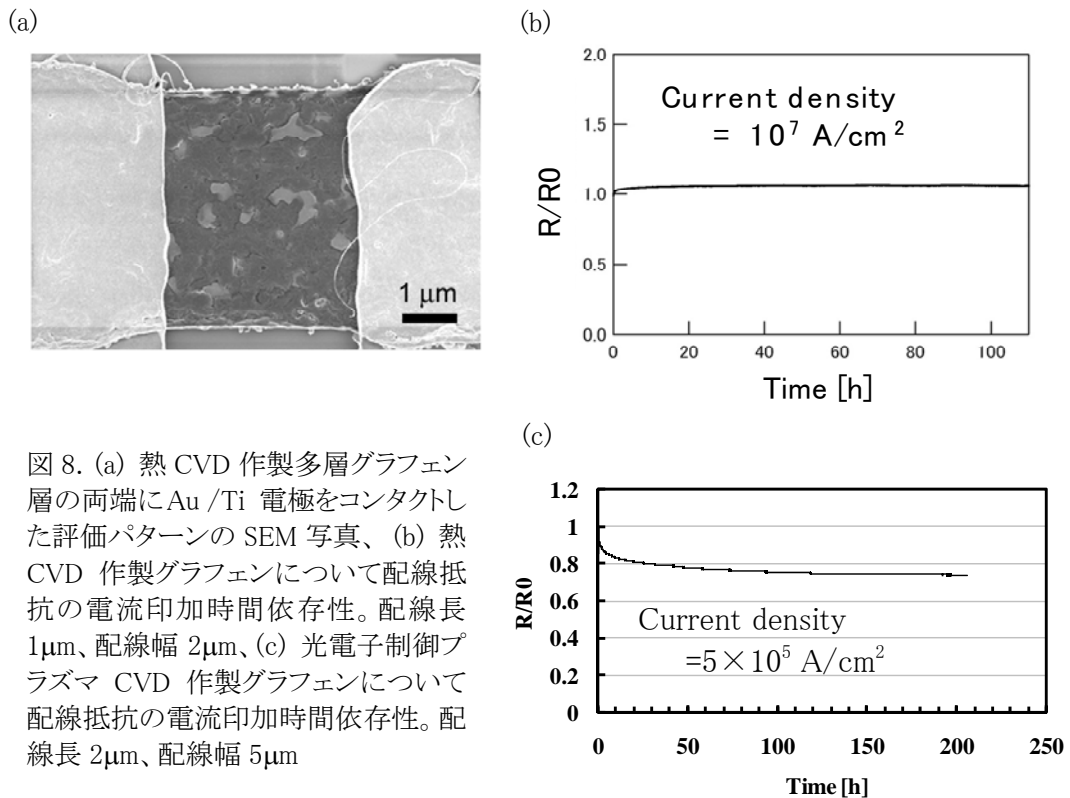 (a)
1 μm
(b)
2.0
1.5
1.0
0.5
0.0
R/R0
Current density
= 10⁷ A/cm²
0 20 40 60 80 100
Time [h]
図 8. (a) 熱 CVD 作製多層グラフェン
層の両端に Au /Ti 電極をコンタクトし
た評価パターンの SEM 写真、 (b) 熱
CVD 作製グラフェンについて配線抵
抗の電流印加時間依存性。配線長
1μm、配線幅 2μm、(c) 光電子制御プ
ラズマ CVD 作製グラフェンについて
配線抵抗の電流印加時間依存性。配
線長 2μm、配線幅 5μm
(c)
1.2
1
0.8
0.6
0.4
0.2
0
R/R0
Current density
=5×10⁵ A/cm²
0 50 100 150 200 250
Time [h]